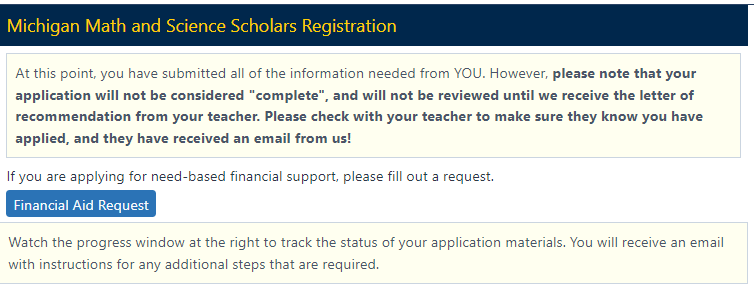 Michigan Math and Science Scholars Registration
At this point, you have submitted all of the information needed from YOU. However, please note that your
application will not be considered "complete", and will not be reviewed until we receive the letter of
recommendation from your teacher. Please check with your teacher to make sure they know you have
applied, and they have received an email from us!
If you are applying for need-based financial support, please fill out a request.
Financial Aid Request
Watch the progress window at the right to track the status of your application materials. You will receive an email
with instructions for any additional steps that are required.